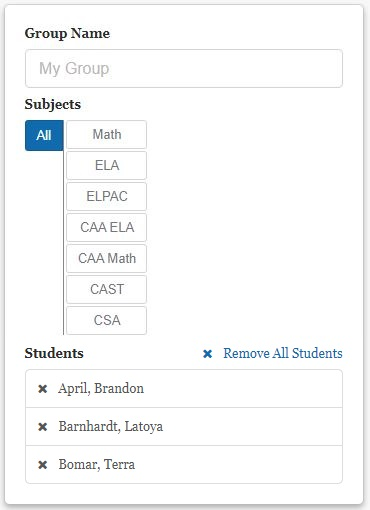 Group Name
My Group
Subjects
All Math
ELA
ELPAC
CAA ELA
CAA Math
CAST
CSA
Students ✖ Remove All Students
✖ April, Brandon
✖ Barnhardt, Latoya
✖ Bomar, Terra